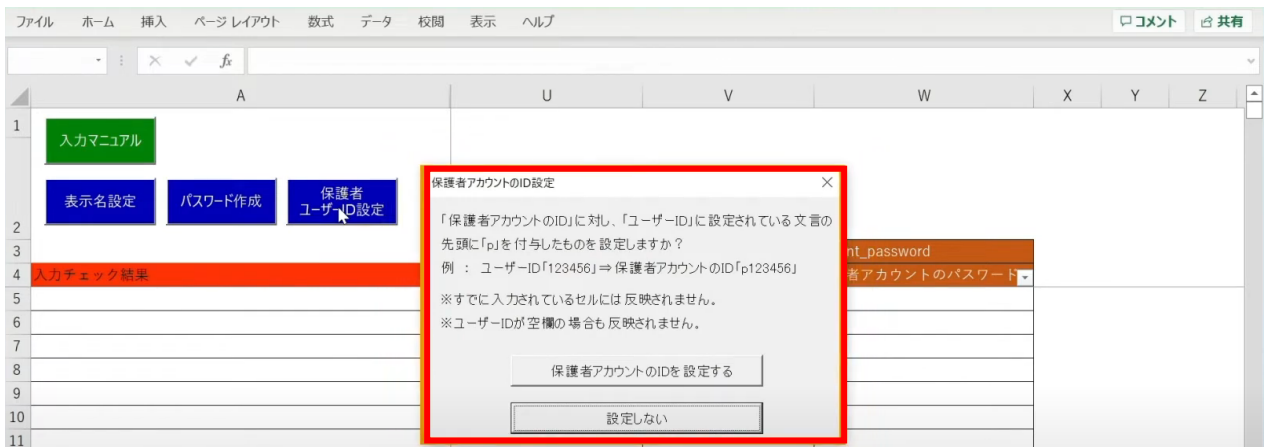 ファイル ホーム 挿入 ページ レイアウト 数式 データ 校閲 表示 ヘルプ コメント 共有
fx
A U V W X Y Z
1
入力マニュアル
表示名設定 パスワード作成 保護者
ユーザーID設定
2
3
nt_password
4 入力チェック結果
者アカウントのパスワード
5
6
7
8
9
10
11
保護者アカウントのID設定
「保護者アカウントのID」に対し、「ユーザーID」に設定されている文言の
先頭に「p」を付与したものを設定しますか？
例 ： ユーザーID「123456」⇒保護者アカウントのID「p123456」
※すでに入力されているセルには反映されません。
※ユーザーIDが空欄の場合も反映されません。
保護者アカウントのIDを設定する
設定しない